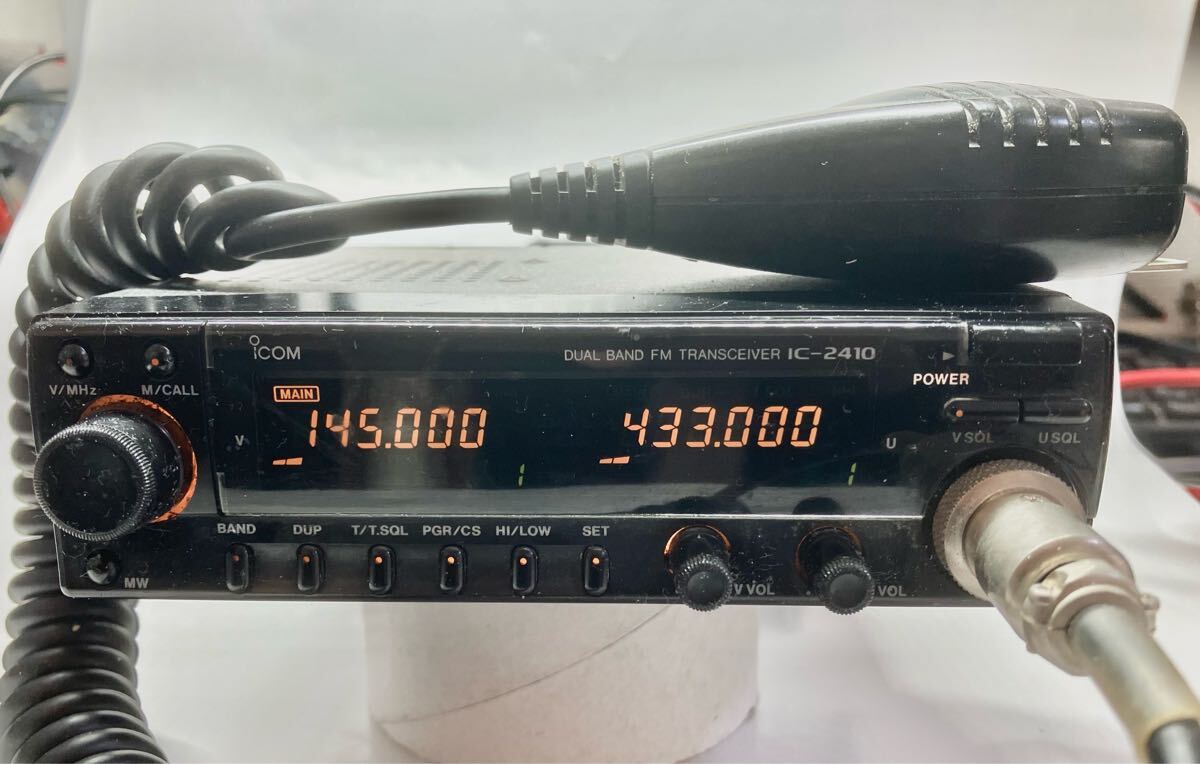 ICOM
DUAL BAND FM TRANSCEIVER IC-2410
V/MHz
M/CALL
POWER
MAIN
145.000
433.000
V
U
V SQL
U SQL
1
1
BAND
DUP
T/T.SQL
PGR/CS
HI/LOW
SET
MW
V VOL
VOL